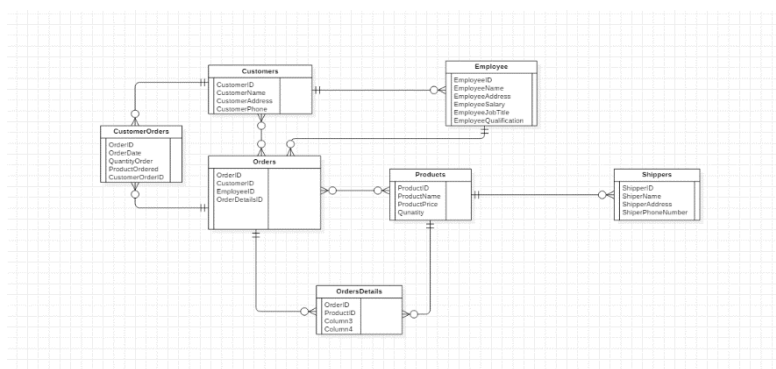 Customers
CustomerID
CustomerName
CustomerAddress
CustomerPhone
Employee
EmployeeID
EmployeeName
EmployeeAddress
EmployeeSalary
EmployeeJobTitle
EmployeeQualification
CustomerOrders
OrderID
OrderDate
QuantityOrder
ProductOrdered
CustomerOrderID
Orders
OrderID
CustomerID
EmployeeID
OrderDetailsID
Products
ProductID
ProductName
ProductPrice
Qunatity
Shippers
ShipperID
ShiperName
ShipperAddress
ShiperPhoneNumber
OrdersDetails
OrderID
ProductID
Column3
Column4